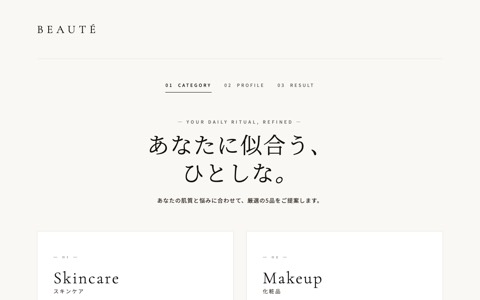 BEAUTÉ
01 CATEGORY 02 PROFILE 03 RESULT
— YOUR DAILY RITUAL, REFINED —
あなたに似合う、
ひとしな。
あなたの肌質と悩みに合わせて、厳選の5品をご提案します。
— 01 —
Skincare
スキンケア
— 02 —
Makeup
化粧品